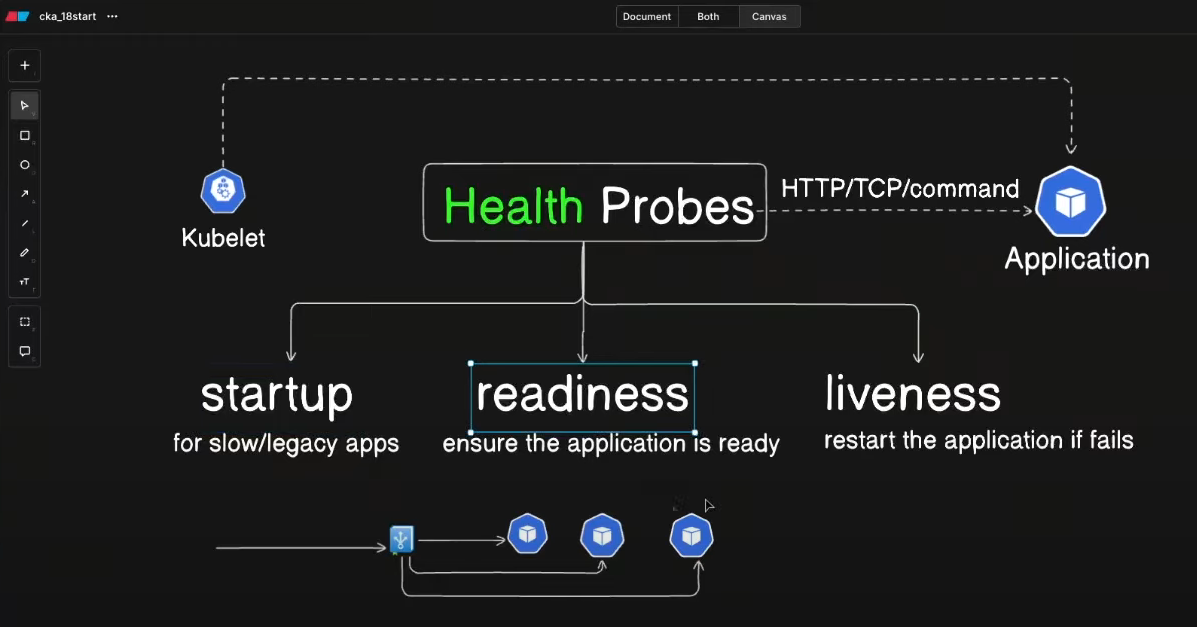 cka_18start ...
Document Both Canvas
Health Probes
HTTP/TCP/command
Kubelet
Application
startup
readiness
liveness
for slow/legacy apps
ensure the application is ready
restart the application if fails